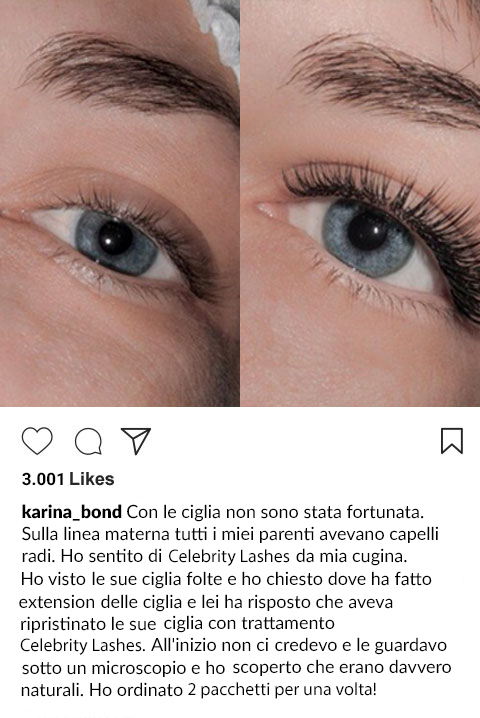 3.001 Likes
karina_bond Con le ciglia non sono stata fortunata.
Sulla linea materna tutti i miei parenti avevano capelli
radi. Ho sentito di Celebrity Lashes da mia cugina.
Ho visto le sue ciglia folte e ho chiesto dove ha fatto
extension delle ciglia e lei ha risposto che aveva
ripristinato le sue ciglia con trattamento
Celebrity Lashes. All'inizio non ci credevo e le guardavo
sotto un microscopio e ho scoperto che erano davvero
naturali. Ho ordinato 2 pacchetti per una volta!